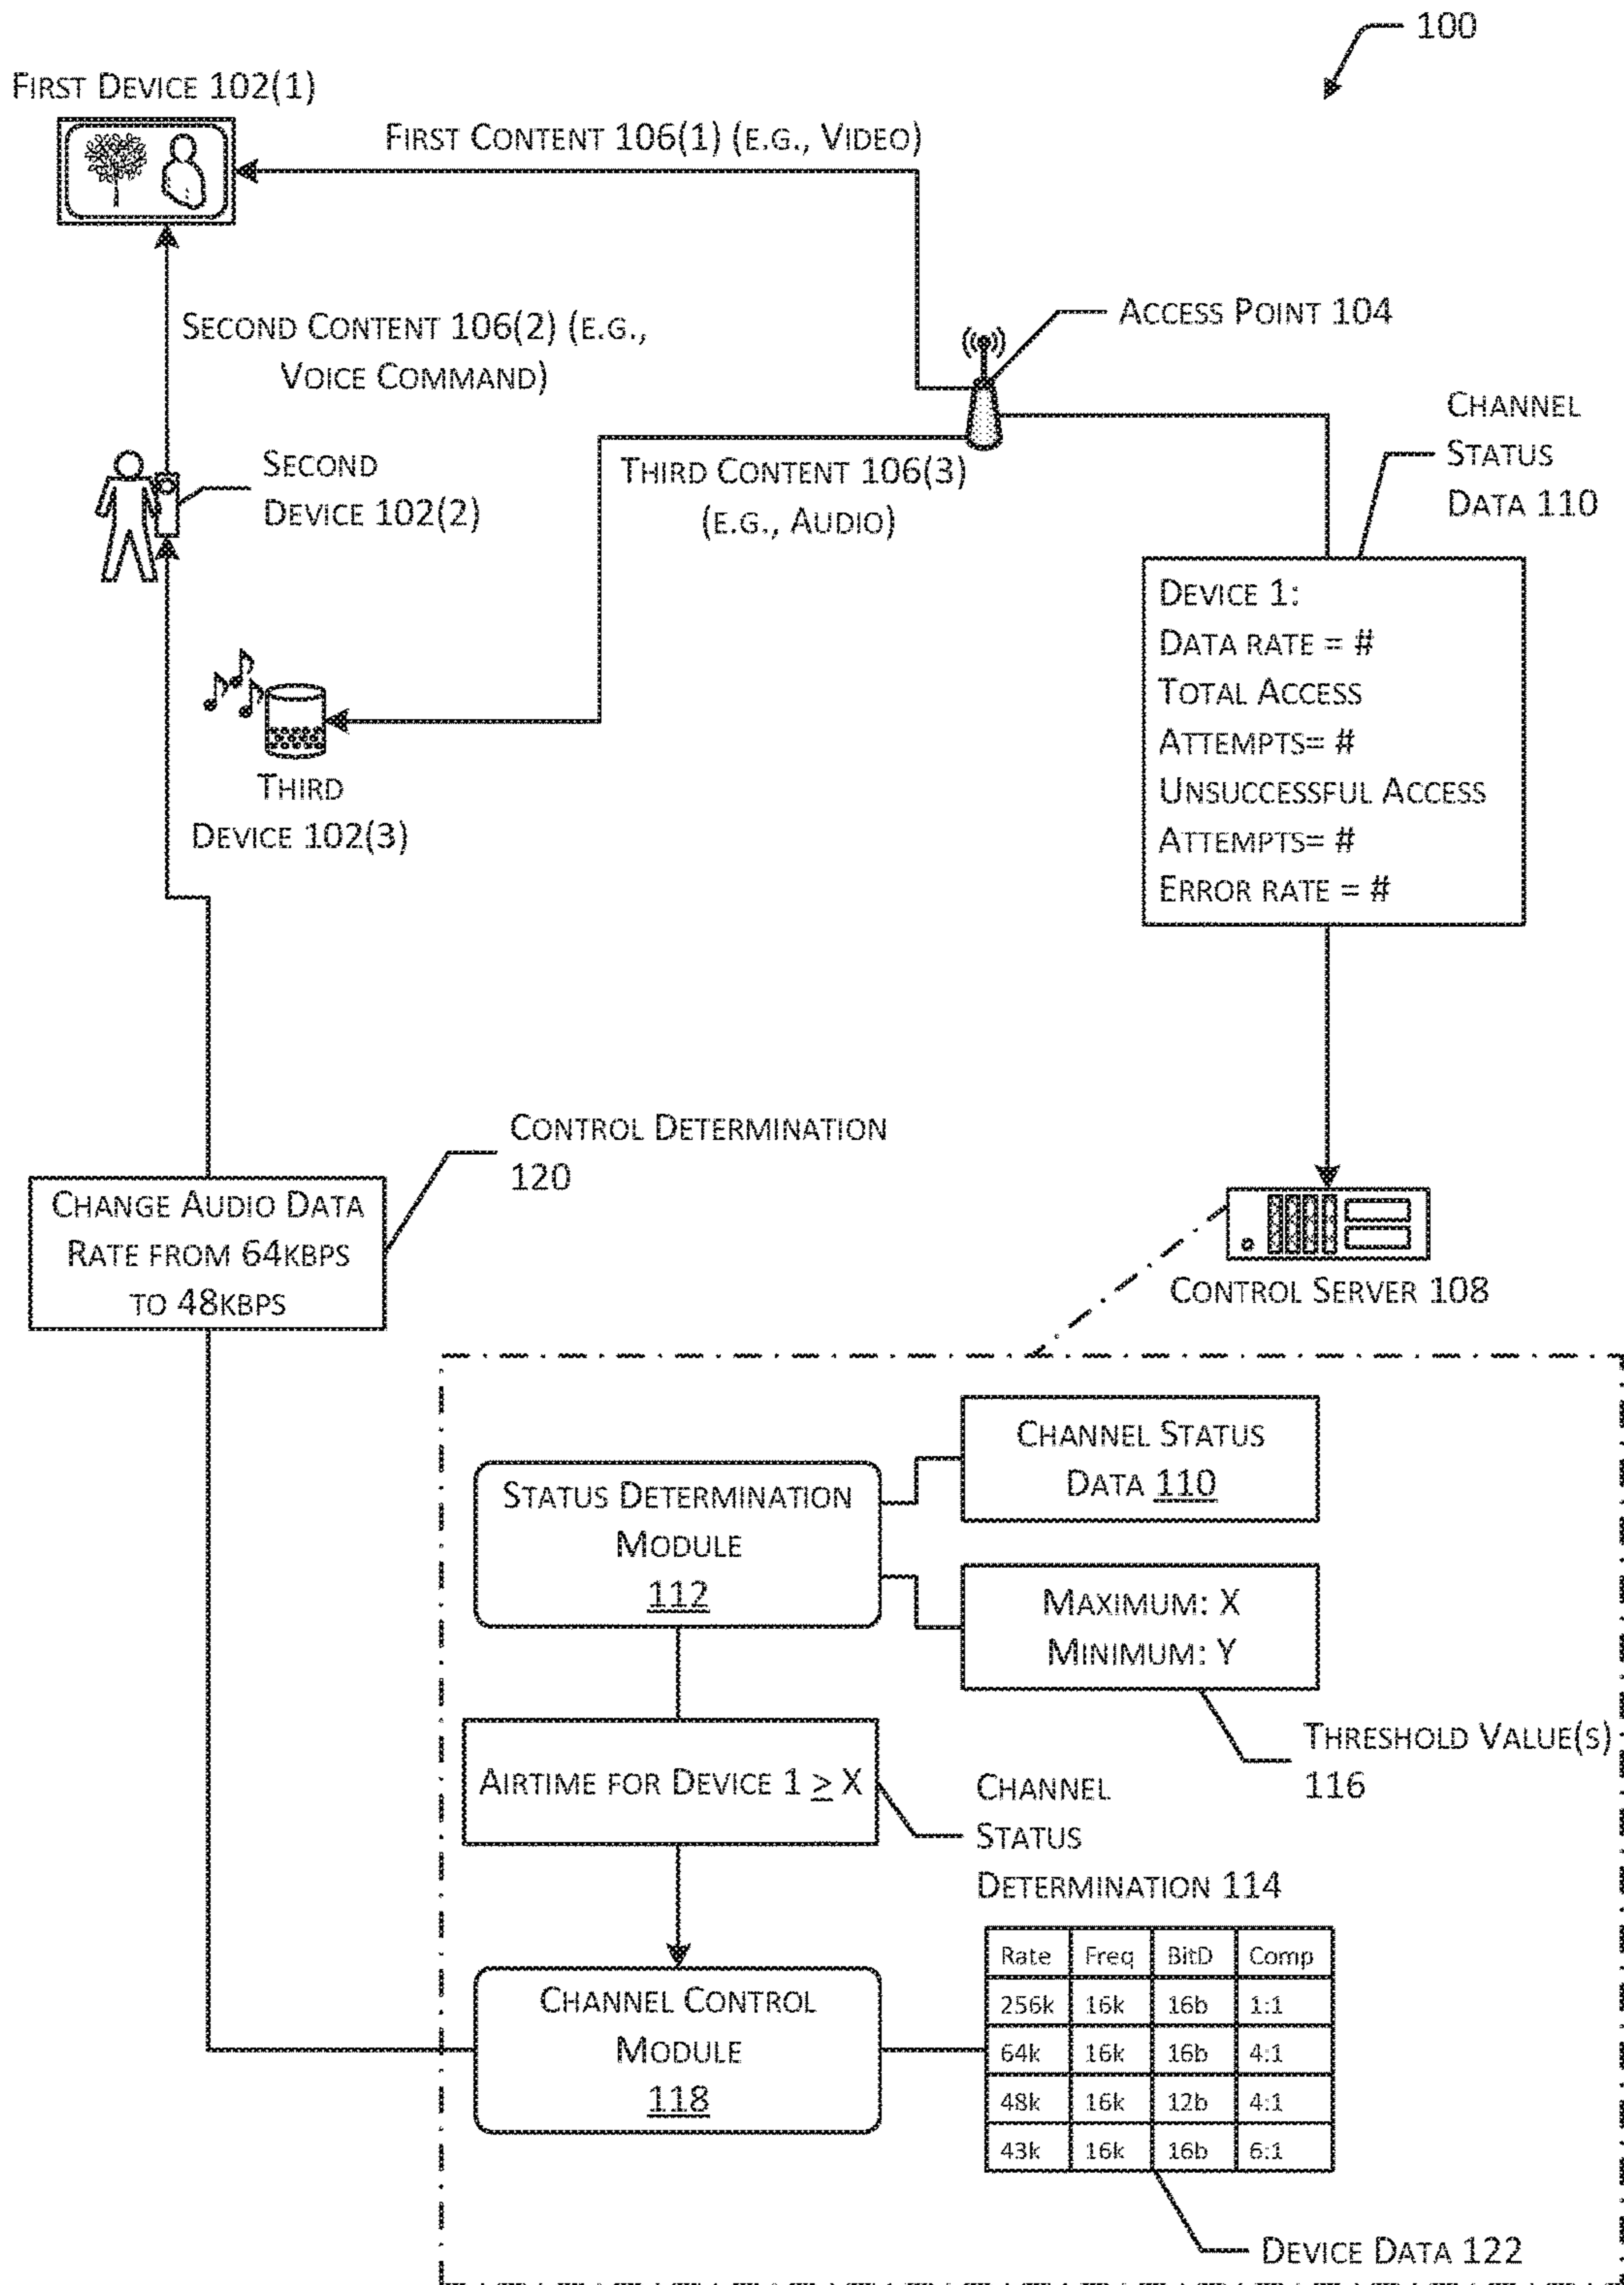 100
FIRST DEVICE 102(1)
FIRST CONTENT 106(1) (E.G., VIDEO)
SECOND CONTENT 106(2) (E.G.,
VOICE COMMAND)
ACCESS POINT 104
CHANNEL
STATUS
DATA 110
SECOND
DEVICE 102(2)
THIRD CONTENT 106(3)
(E.G., AUDIO)
DEVICE 1:
DATA RATE = #
TOTAL ACCESS
ATTEMPTS= #
UNSUCCESSFUL ACCESS
ATTEMPTS= #
ERROR RATE = #
THIRD
DEVICE 102(3)
CONTROL DETERMINATION
120
CHANGE AUDIO DATA
RATE FROM 64KBPS
TO 48KBPS
CONTROL SERVER 108
CHANNEL STATUS
DATA 110
STATUS DETERMINATION
MODULE
112
MAXIMUM: X
MINIMUM: Y
THRESHOLD VALUE(S)
116
AIRTIME FOR DEVICE 1 ≥ X
CHANNEL
STATUS
DETERMINATION 114
CHANNEL CONTROL
MODULE
118
Rate Freq BitD Comp
256k 16k 16b 1:1
64k 16k 16b 4:1
48k 16k 12b 4:1
43k 16k 16b 6:1
DEVICE DATA 122